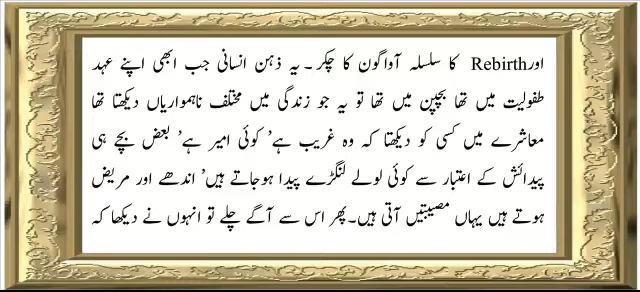 اورRebirth کا سلسلہ آواگون کا چکر ۔ یہ ذہن انسانی جب ابھی اپنے عہد
طفولیت میں تھا بچپن میں تھا تو یہ جو زندگی میں مختلف ناہمواریاں دیکھتا تھا
معاشرے میں کسی کو دیکھتا کہ وہ غریب ہے’ کوئی امیر ہے’ بعض بچے ہی
پیدائش کے اعتبار سے کوئی لولے لنگڑے پیدا ہوجاتے ہیں’ اندھے اور مریض
ہوتے ہیں یہاں مصیبتیں آتی ہیں۔پھر اس سے آگے چلے تو انہوں نے دیکھا کہ